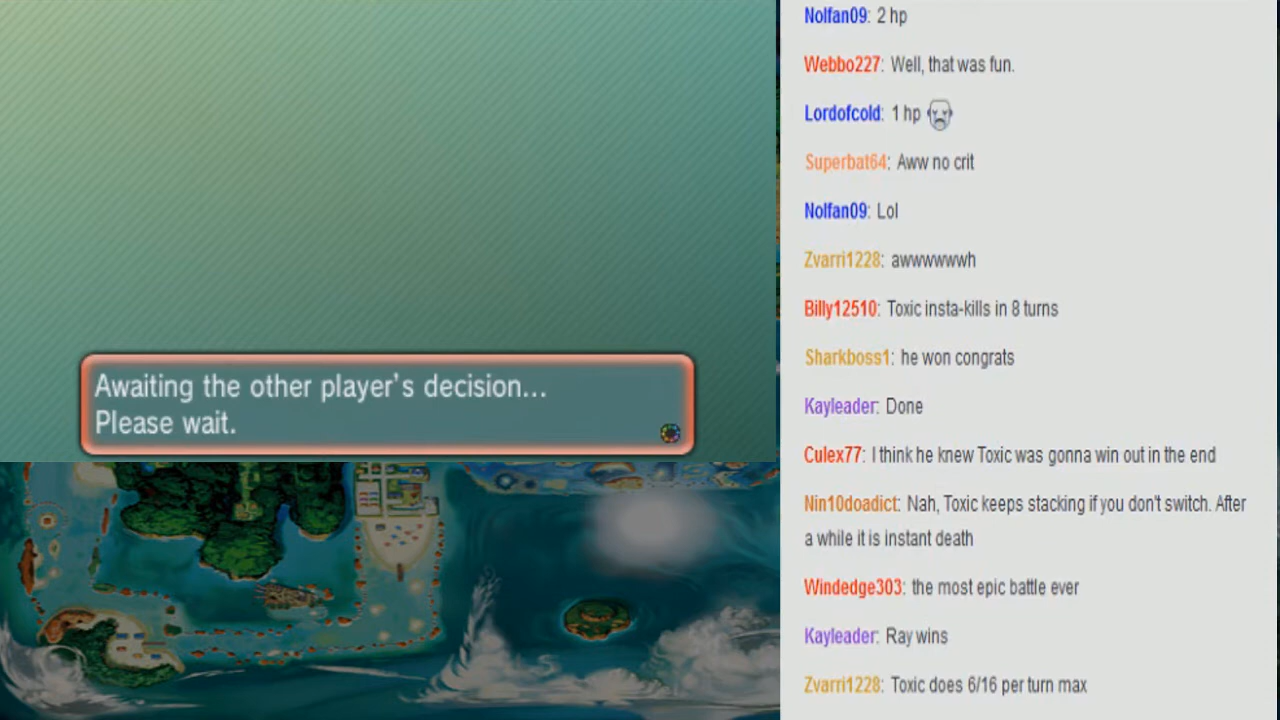 Awaiting the other player's decision...
Please wait.
Nolfan09: 2 hp
Webbo227: Well, that was fun.
Lordofcold: 1 hp
Superbat64: Aww no crit
Nolfan09: Lol
Zvarri1228: awwwwwwh
Billy12510: Toxic insta-kills in 8 turns
Sharkboss1: he won congrats
Kayleader: Done
Culex77: I think he knew Toxic was gonna win out in the end
Nin10doadict: Nah, Toxic keeps stacking if you don't switch. After
a while it is instant death
Windedge303: the most epic battle ever
Kayleader: Ray wins
Zvarri1228: Toxic does 6/16 per turn max